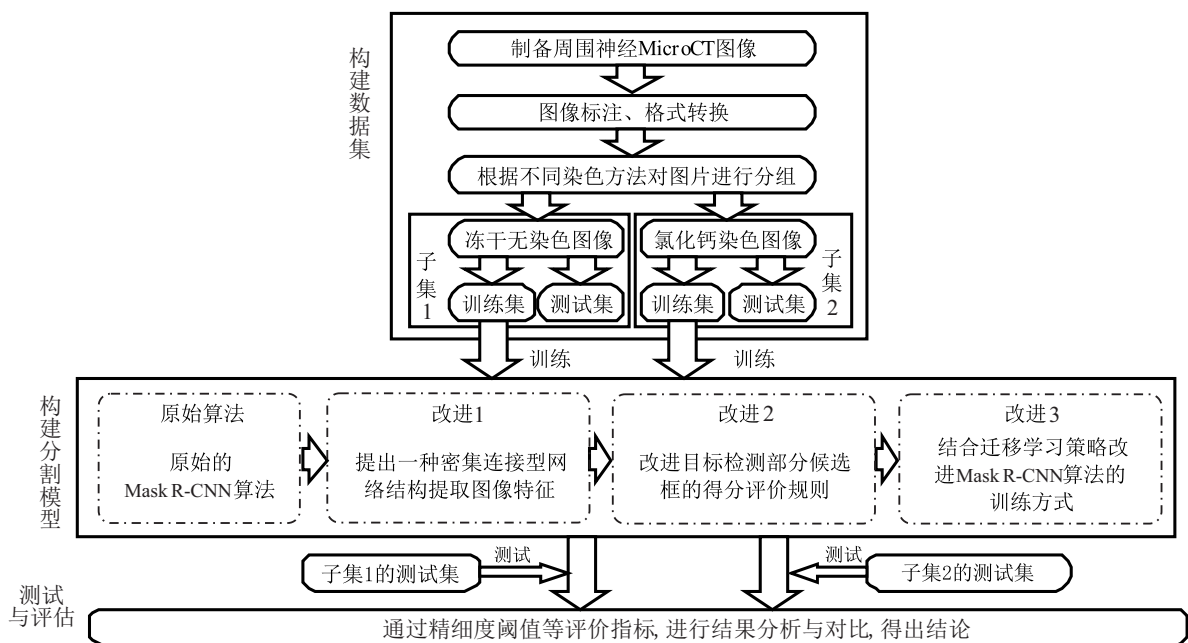 构建数据集
制备周围神经MicroCT图像
图像标注、格式转换
根据不同染色方法对图片进行分组
子集1
冻干无染色图像
训练集
测试集
氯化钙染色图像
训练集
测试集
子集2
训练
训练
构建分割模型
原始算法
原始的
Mask R-CNN算法
改进1
提出一种密集连接型网
络结构提取图像特征
改进2
改进目标检测部分候选
框的得分评价规则
改进3
结合迁移学习策略改
进Mask R-CNN算法的
训练方式
子集1的测试集
测试
测试
子集2的测试集
测试
与评估
通过精细度阈值等评价指标,进行结果分析与对比,得出结论